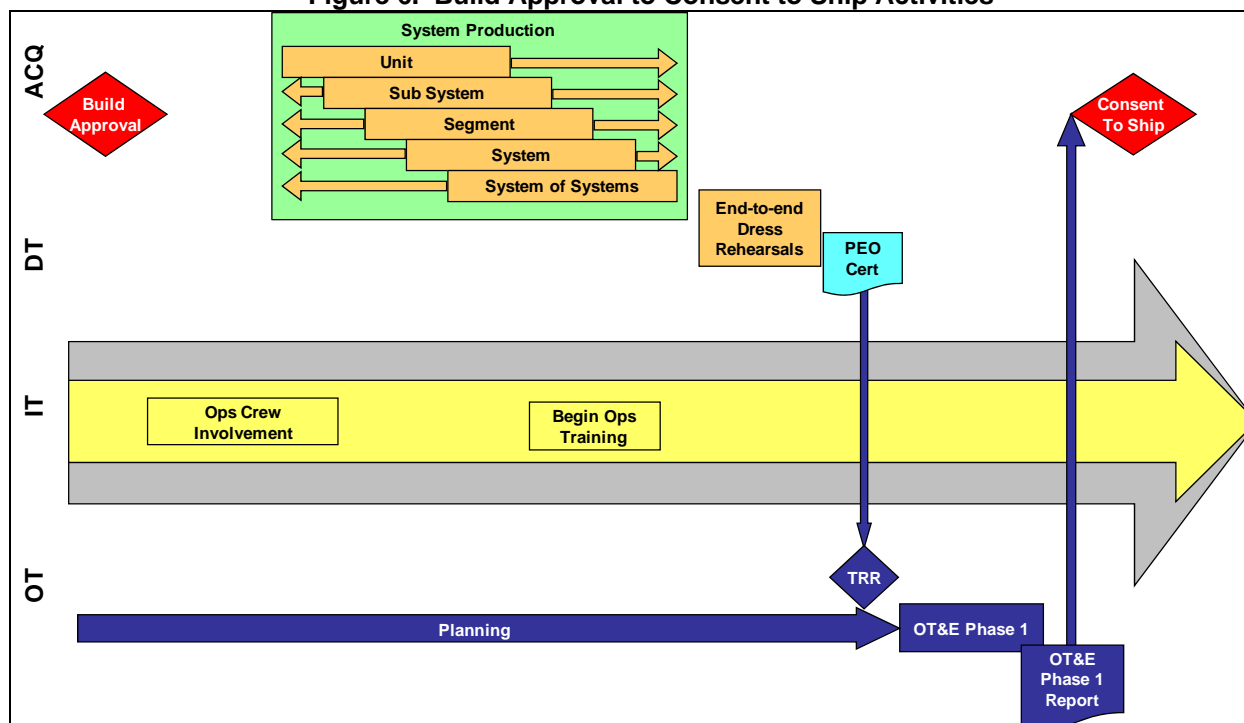 Figure 6. Build Approval to Consent to Ship Activities
ACQ
System Production
Unit
Sub System
Segment
System
System of Systems
Build
Approval
Consent
To Ship
DT
End-to-end
Dress
Rehearsals
PEO
Cert
IT
Ops Crew
Involvement
Begin Ops
Training
OT
TRR
Planning
OT&E Phase 1
OT&E
Phase 1
Report